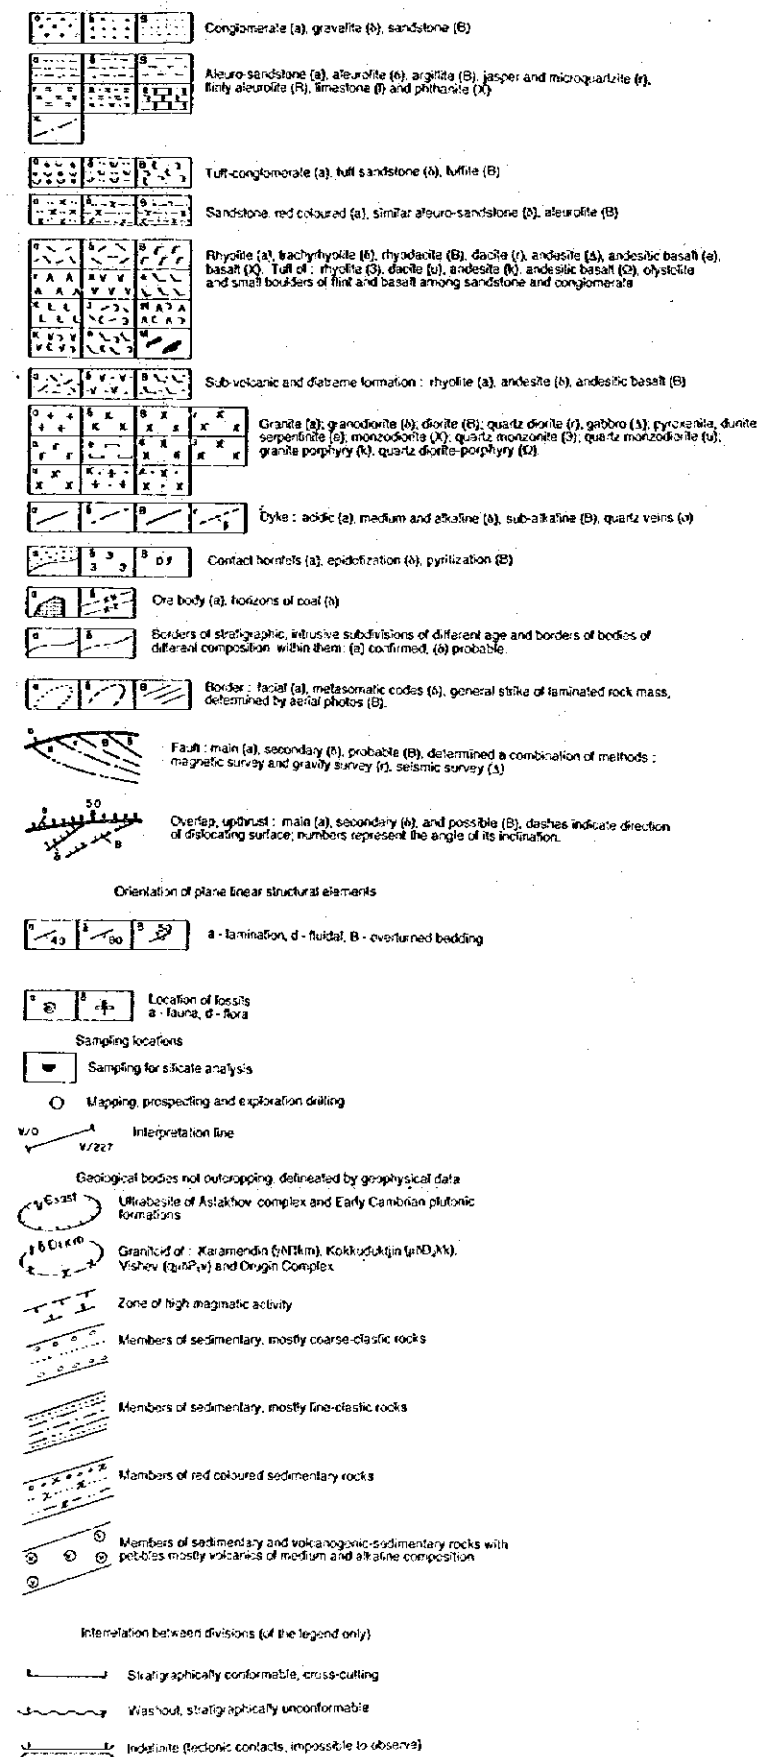 Conglomerate (a), gravelite (δ), sandstone (B)
Aleuro-sandstone (a), aleurolite (δ), argillite (B), jasper and microquartzite (r),
flinty aleurolite (R), limestone (f) and phthanite (X)
Tuff-conglomerate (a), tuff sandstone (δ), tuffite (B)
Sandstone, red coloured (a), similar aleuro-sandstone (δ), aleurolite (B)
Rhyolite (a), trachyrhyolite (δ), rhyodacite (B), dacite (r), andesite (Δ), andesitic basalt (e),
basalt (X). Tuff of : rhyolite (3), dacite (u), andesite (k), andesitic basalt (Ω), olystolite
and small boulders of flint and basalt among sandstone and conglomerate
Sub-volcanic and diatreme formation : rhyolite (a), andesite (δ), andesitic basalt (B)
Granite (a); granodiorite (δ); diorite (B); quartz diorite (r), gabbro (Δ); pyroxenite, dunite
serpentinite (e); monzodiorite (X); quartz monzonite (3); quartz monzodiorite (u);
granite porphyry (k), quartz diorite-porphyry (Ω)
Dyke : acidic (a), medium and alkaline (δ), sub-alkaline (B), quartz veins (σ)
Contact hornfels (a), epidotization (δ), pyritization (B)
Ore body (a), horizons of coal (δ)
Borders of stratigraphic, intrusive subdivisions of different age and borders of bodies of
different composition within them: (a) confirmed, (δ) probable.
Border : facial (a), metasomatic codes (δ), general strike of laminated rock mass,
determined by aerial photos (B).
Fault : main (a), secondary (δ), probable (B), determined a combination of methods :
magnetic survey and gravity survey (r), seismic survey (Δ)
50
Overlap, upthrust : main (a), secondary (δ), and possible (B), dashes indicate direction
of dislocating surface; numbers represent the angle of its inclination.
Orientation of plane linear structural elements
a - lamination, d - fluidal, B - overturned bedding
Location of fossils
a - fauna, d - flora
Sampling locations
Sampling for silicate analysis
Mapping, prospecting and exploration drilling
V/0
V/227
Interpretation line
Geological bodies not outcropping, delineated by geophysical data
Ultrabasite of Astakhov complex and Early Cambrian plutonic
formations
Granitoid of : Karamendin, Kokkuduktjin,
Vishev and Orugin Complex
Zone of high magmatic activity
Members of sedimentary, mostly coarse-clastic rocks
Members of sedimentary, mostly fine-clastic rocks
Members of red coloured sedimentary rocks
Members of sedimentary and volcanogenic-sedimentary rocks with
pebbles mostly volcanics of medium and alkaline composition
Interrelation between divisions (of the legend only)
Stratigraphically conformable, cross-cutting
Washout, stratigraphically unconformable
Indefinite (tectonic contacts, impossible to observe)